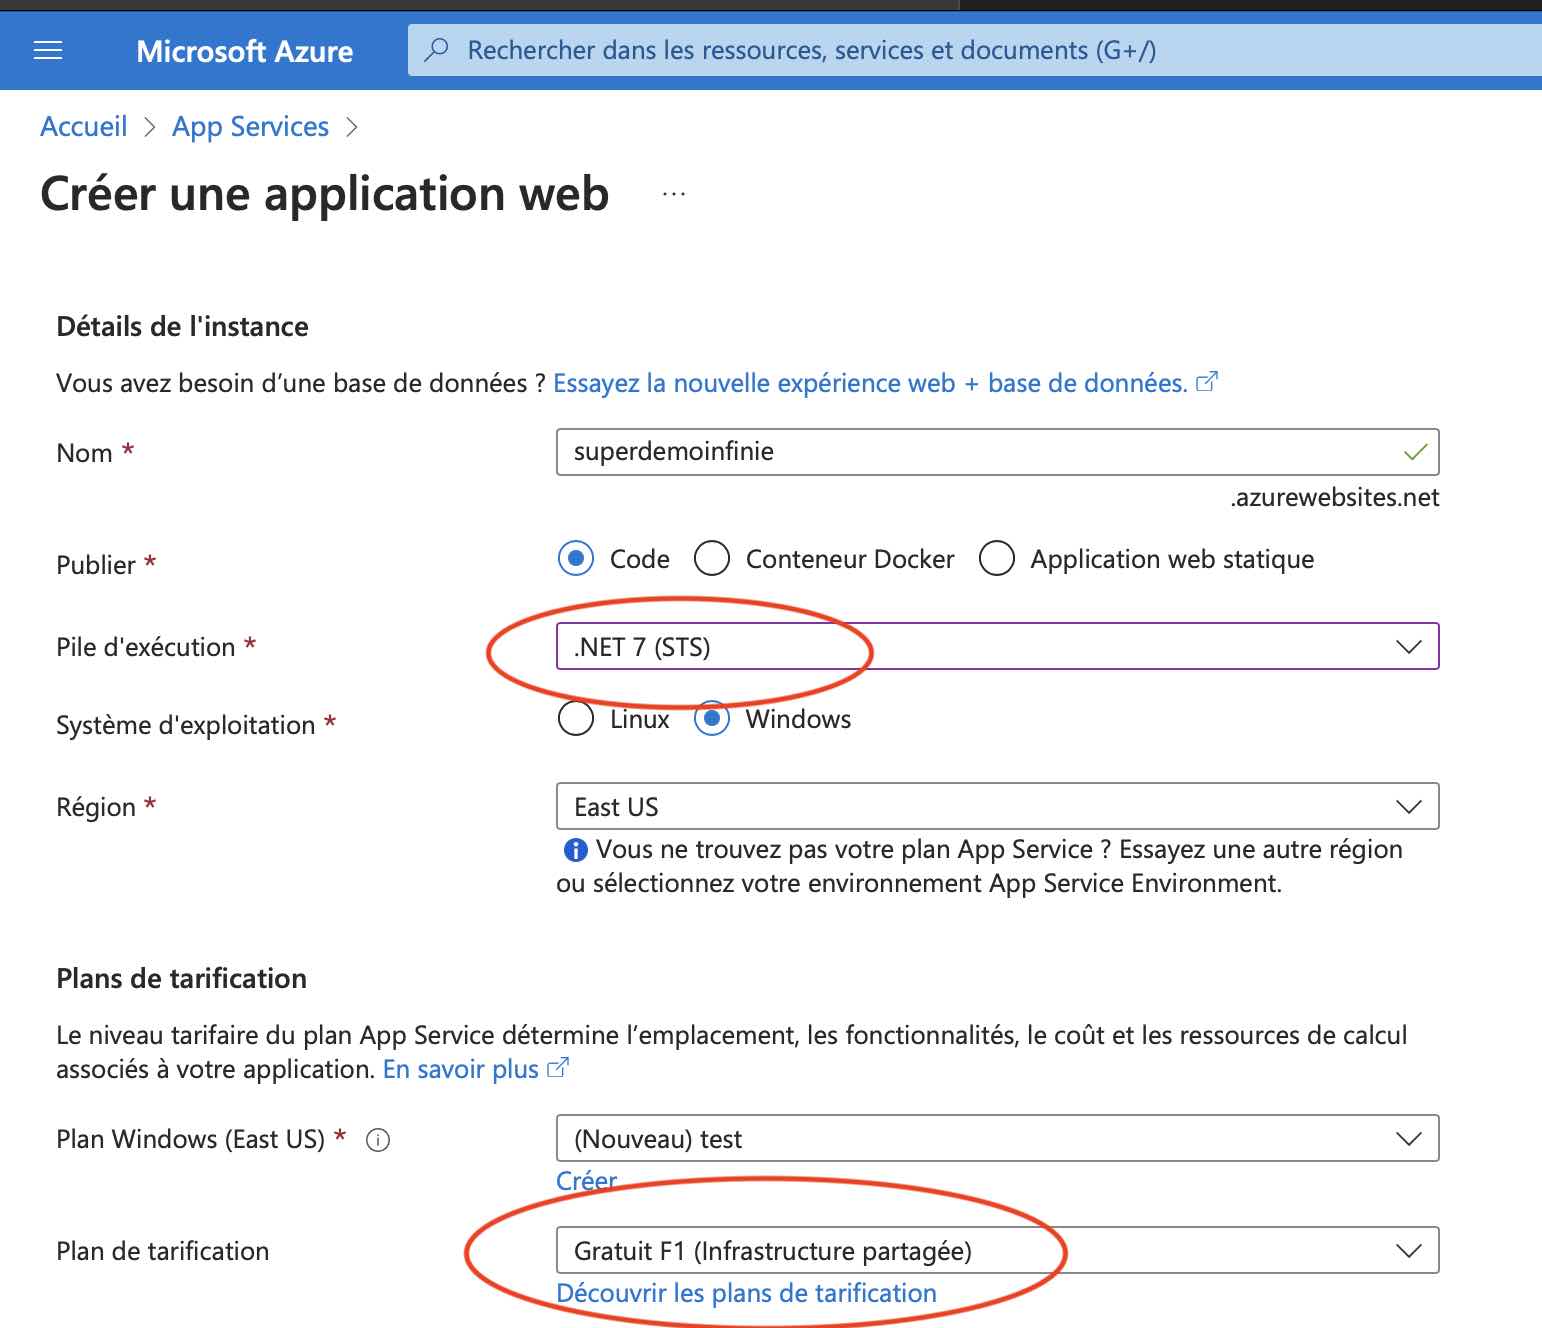 Microsoft Azure
Rechercher dans les ressources, services et documents (G+/)
Accueil > App Services >
Créer une application web ...
Détails de l'instance
Vous avez besoin d’une base de données ? Essayez la nouvelle expérience web + base de données.
Nom *
superdemoinfinie
.azurewebsites.net
Publier *
Code Conteneur Docker Application web statique
Pile d'exécution *
.NET 7 (STS)
Système d'exploitation *
Linux Windows
Région *
East US
Vous ne trouvez pas votre plan App Service ? Essayez une autre région
ou sélectionnez votre environnement App Service Environment.
Plans de tarification
Le niveau tarifaire du plan App Service détermine l’emplacement, les fonctionnalités, le coût et les ressources de calcul
associés à votre application. En savoir plus
Plan Windows (East US) *
(Nouveau) test
Créer
Plan de tarification
Gratuit F1 (Infrastructure partagée)
Découvrir les plans de tarification